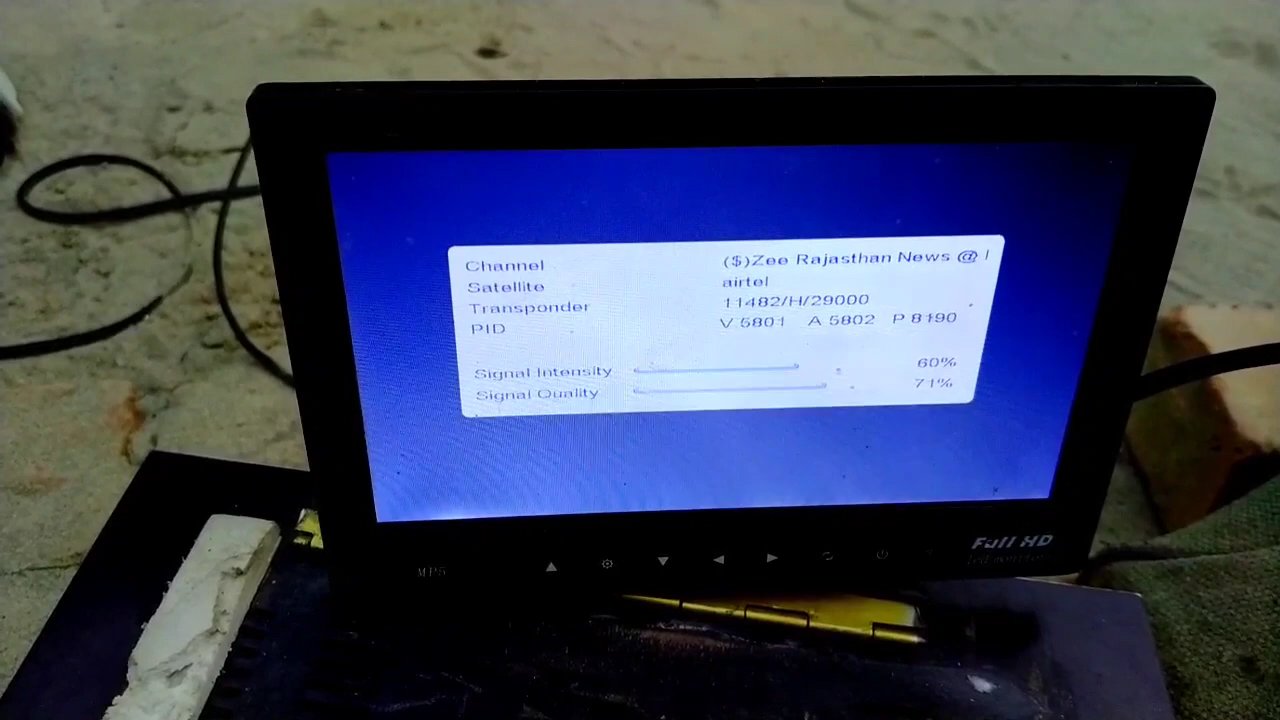 Channel ($)Zee Rajasthan News @
Satellite airtel
Transponder 11482/H/29000
PID V 5801 A 5802 P 8190
Signal Intensity 60%
Signal Quality 71%
MP5
Full HD